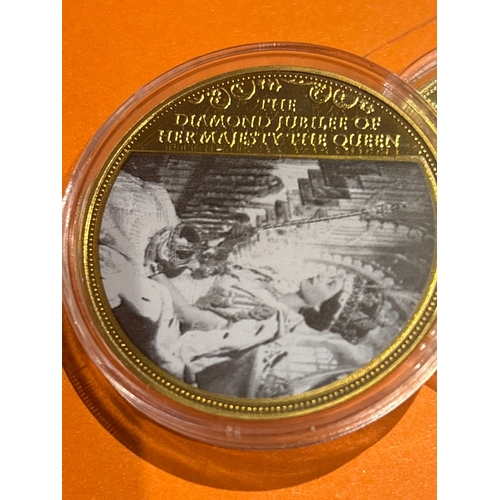 THE
DIAMOND JUBILEE OF
HER MAJESTY THE QUEEN